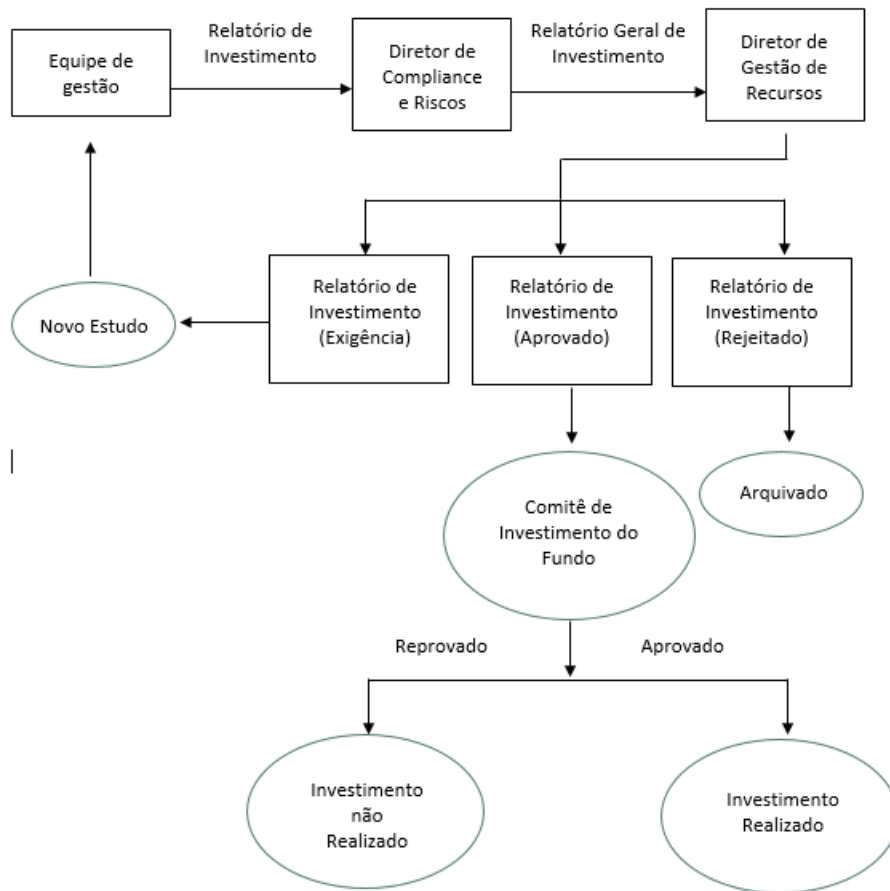 Equipe de
gestão
Relatório de
Investimento
Diretor de
Compliance
e Riscos
Relatório Geral de
Investimento
Diretor de
Gestão de
Recursos
Relatório de
Investimento
(Exigência)
Relatório de
Investimento
(Aprovado)
Relatório de
Investimento
(Rejeitado)
Novo Estudo
Comitê de
Investimento do
Fundo
Arquivado
Reprovado
Aprovado
Investimento
não
Realizado
Investimento
Realizado